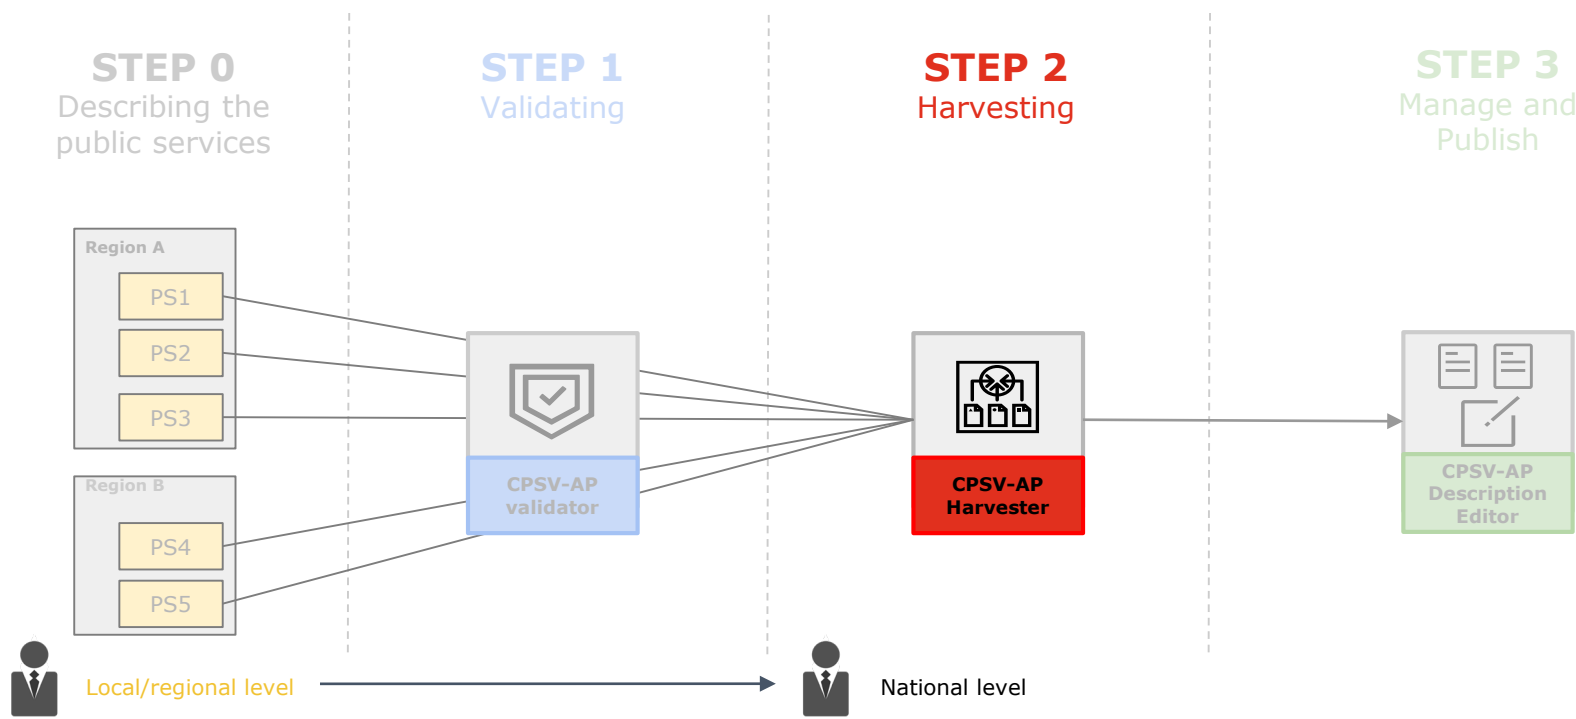 STEP 0
Describing the
public services
STEP 1
Validating
STEP 2
Harvesting
STEP 3
Manage and
Publish
Region A
PS1
PS2
PS3
Region B
PS4
PS5
CPSV-AP
validator
CPSV-AP
Harvester
CPSV-AP
Description
Editor
Local/regional level
National level